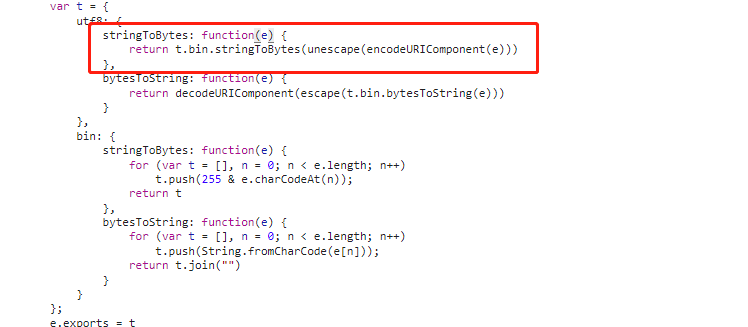 var t = {
utf8: {
stringToBytes: function(e) {
return t.bin.stringToBytes(unescape(encodeURIComponent(e)))
},
bytesToString: function(e) {
return decodeURIComponent(escape(t.bin.bytesToString(e)))
}
},
bin: {
stringToBytes: function(e) {
for (var t = [], n = 0; n < e.length; n++)
t.push(255 & e.charCodeAt(n));
return t
},
bytesToString: function(e) {
for (var t = [], n = 0; n < e.length; n++)
t.push(String.fromCharCode(e[n]));
return t.join("")
}
}
};
e.exports = t